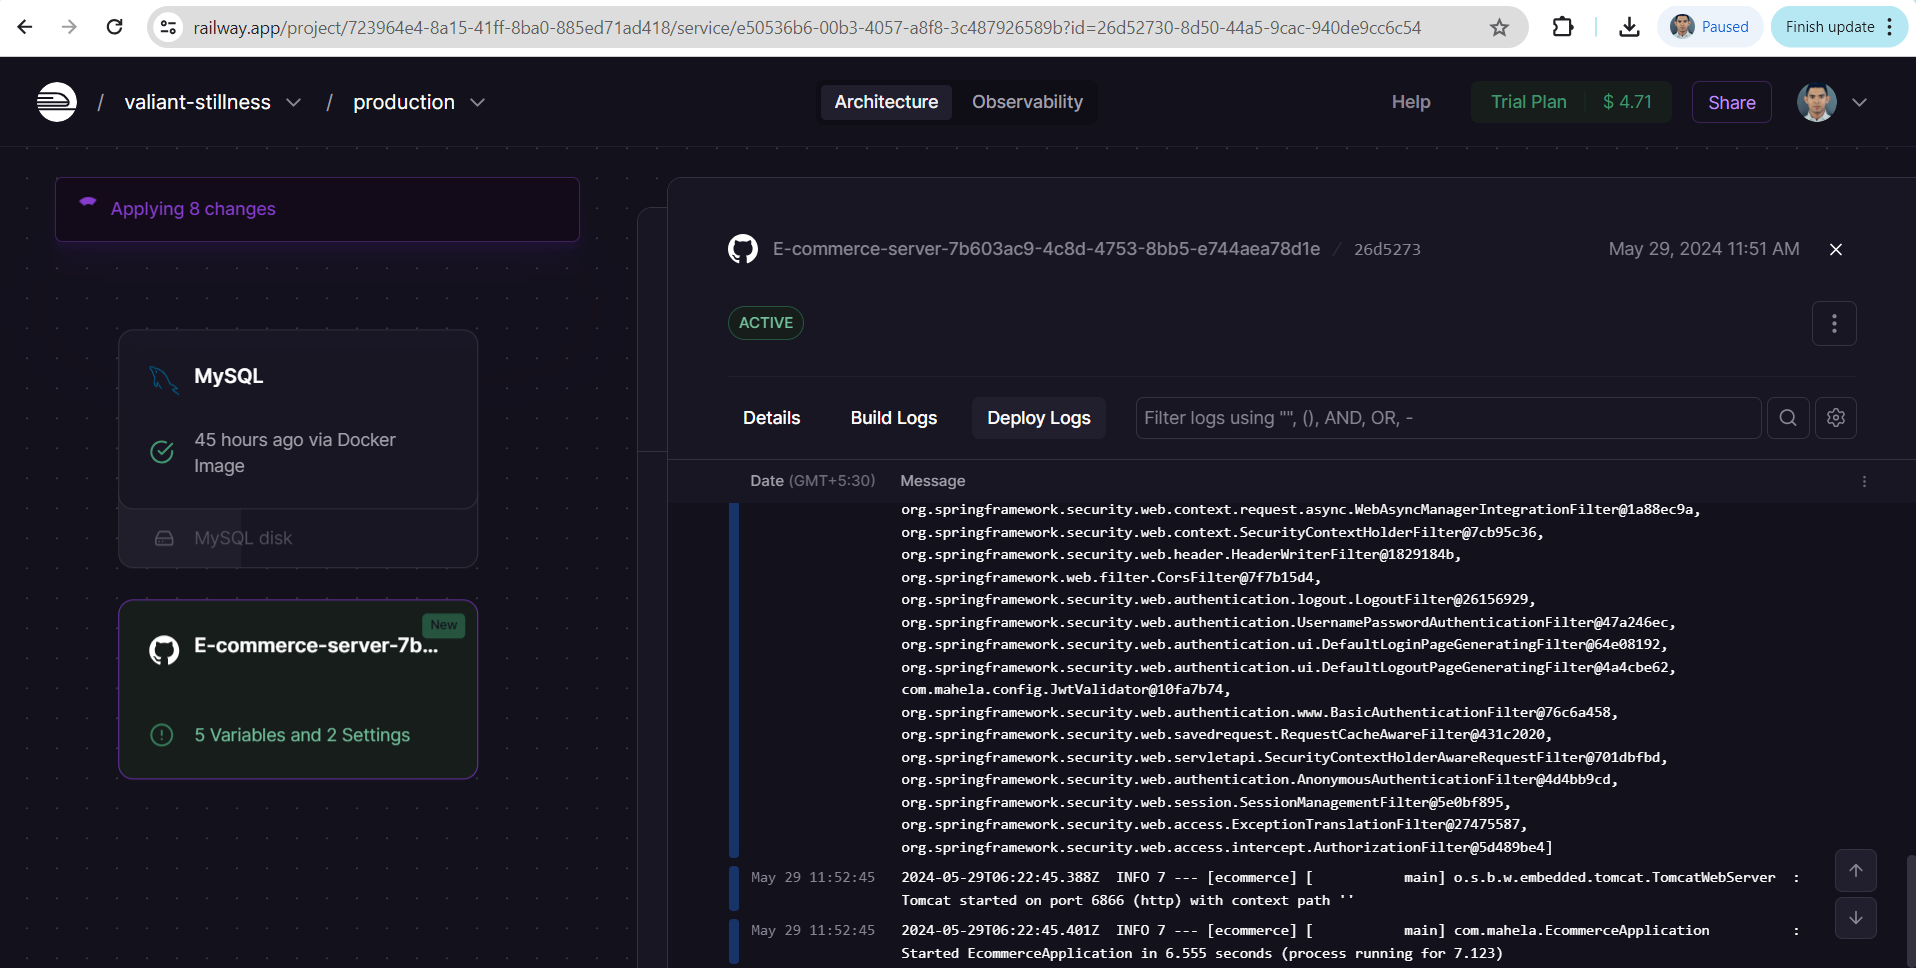 railway.app/project/723964e4-8a15-41ff-8ba0-885ed71ad418/service/e50536b6-00b3-4057-a8f8-3c487926589b?id=26d52730-8d50-44a5-9cac-940de9cc6c54
Paused
Finish update
/ valiant-stillness / production
Architecture Observability
Help
Trial Plan $ 4.71
Share
Applying 8 changes
MySQL
45 hours ago via Docker
Image
MySQL disk
New
E-commerce-server-7b...
5 Variables and 2 Settings
E-commerce-server-7b603ac9-4c8d-4753-8bb5-e744aea78d1e / 26d5273
May 29, 2024 11:51 AM
ACTIVE
Details Build Logs Deploy Logs
Filter logs using "", (), AND, OR, -
Date (GMT+5:30) Message
org.springframework.security.web.context.request.async.WebAsyncManagerIntegrationFilter@1a88ec9a,
org.springframework.security.web.context.SecurityContextHolderFilter@7cb95c36,
org.springframework.security.web.header.HeaderWriterFilter@1829184b,
org.springframework.web.filter.CorsFilter@7f7b15d4,
org.springframework.security.web.authentication.logout.LogoutFilter@26156929,
org.springframework.security.web.authentication.UsernamePasswordAuthenticationFilter@47a246ec,
org.springframework.security.web.authentication.ui.DefaultLoginPageGeneratingFilter@64e08192,
org.springframework.security.web.authentication.ui.DefaultLogoutPageGeneratingFilter@4a4cbe62,
com.mahela.config.JwtValidator@10fa7b74,
org.springframework.security.web.authentication.www.BasicAuthenticationFilter@76c6a458,
org.springframework.security.web.savedrequest.RequestCacheAwareFilter@431c2020,
org.springframework.security.web.servletapi.SecurityContextHolderAwareRequestFilter@701dbfbd,
org.springframework.security.web.authentication.AnonymousAuthenticationFilter@4d4bb9cd,
org.springframework.security.web.session.SessionManagementFilter@5e0bf895,
org.springframework.security.web.access.ExceptionTranslationFilter@27475587,
org.springframework.security.web.access.intercept.AuthorizationFilter@5d489be4]
May 29 11:52:45 2024-05-29T06:22:45.388Z INFO 7 --- [ecommerce] [ main] o.s.b.w.embedded.tomcat.TomcatWebServer :
Tomcat started on port 6866 (http) with context path ''
May 29 11:52:45 2024-05-29T06:22:45.401Z INFO 7 --- [ecommerce] [ main] com.mahela.EcommerceApplication :
Started EcommerceApplication in 6.555 seconds (process running for 7.123)